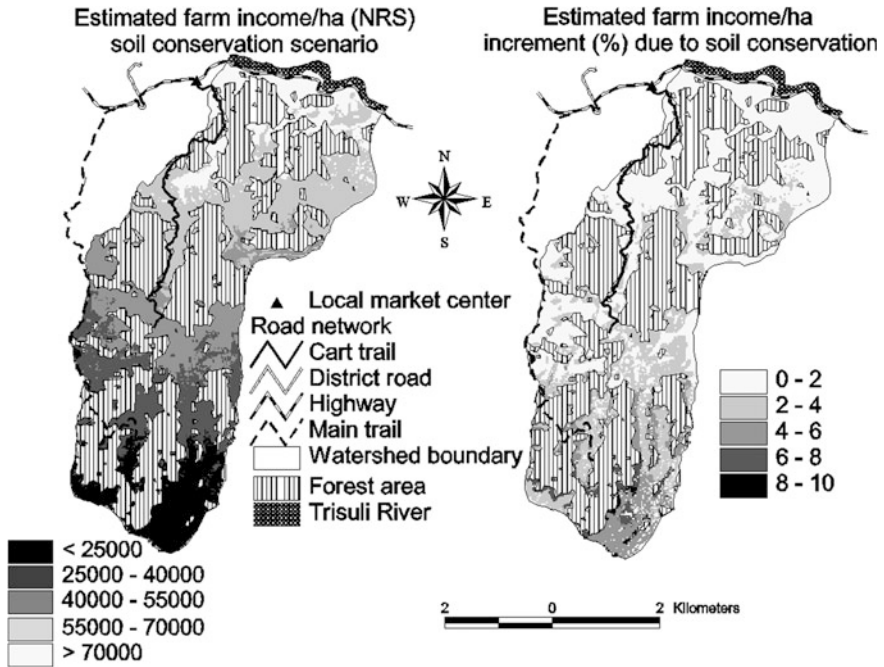 Estimated farm income/ha (NRS)
soil conservation scenario
Estimated farm income/ha
increment (%) due to soil conservation
N
W E
S
Local market center
Road network
Cart trail
District road
Highway
Main trail
Watershed boundary
Forest area
Trisuli River
< 25000
25000 - 40000
40000 - 55000
55000 - 70000
> 70000
0 - 2
2 - 4
4 - 6
6 - 8
8 - 10
2 0 2 Kilometers